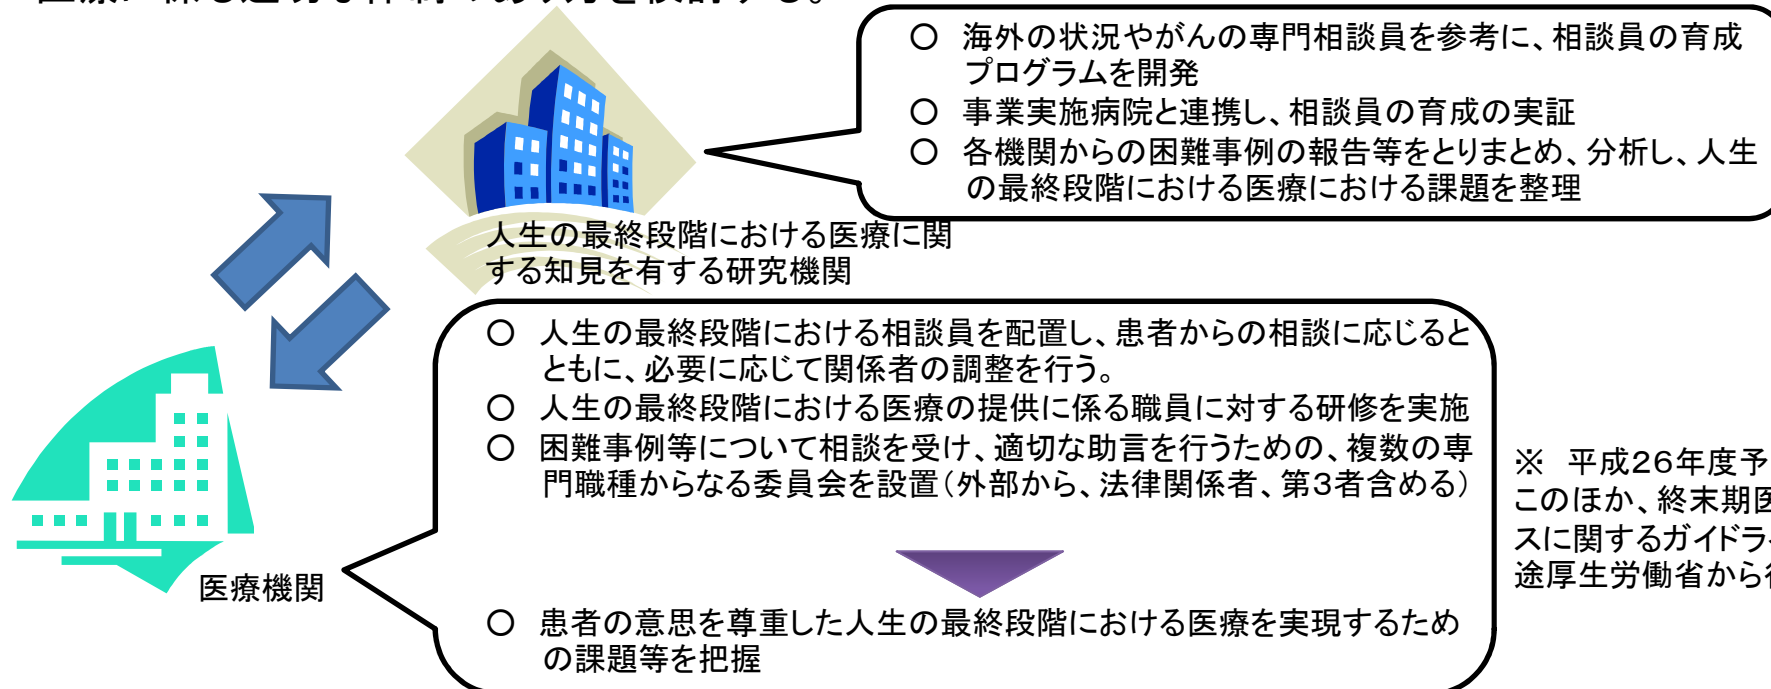 ○ 海外の状況やがんの専門相談員を参考に、相談員の育成
プログラムを開発
○ 事業実施病院と連携し、相談員の育成の実証
○ 各機関からの困難事例の報告等をとりまとめ、分析し、人生
の最終段階における医療における課題を整理
人生の最終段階における医療に関
する知見を有する研究機関
○ 人生の最終段階における相談員を配置し、患者からの相談に応じると
ともに、必要に応じて関係者の調整を行う。
○ 人生の最終段階における医療の提供に係る職員に対する研修を実施
○ 困難事例等について相談を受け、適切な助言を行うための、複数の専
門職種からなる委員会を設置(外部から、法律関係者、第3者含める)
○ 患者の意思を尊重した人生の最終段階における医療を実現するため
の課題等を把握
医療機関
※ 平成26年度予
このほか、終末期医
スに関するガイドラ
途厚生労働省から